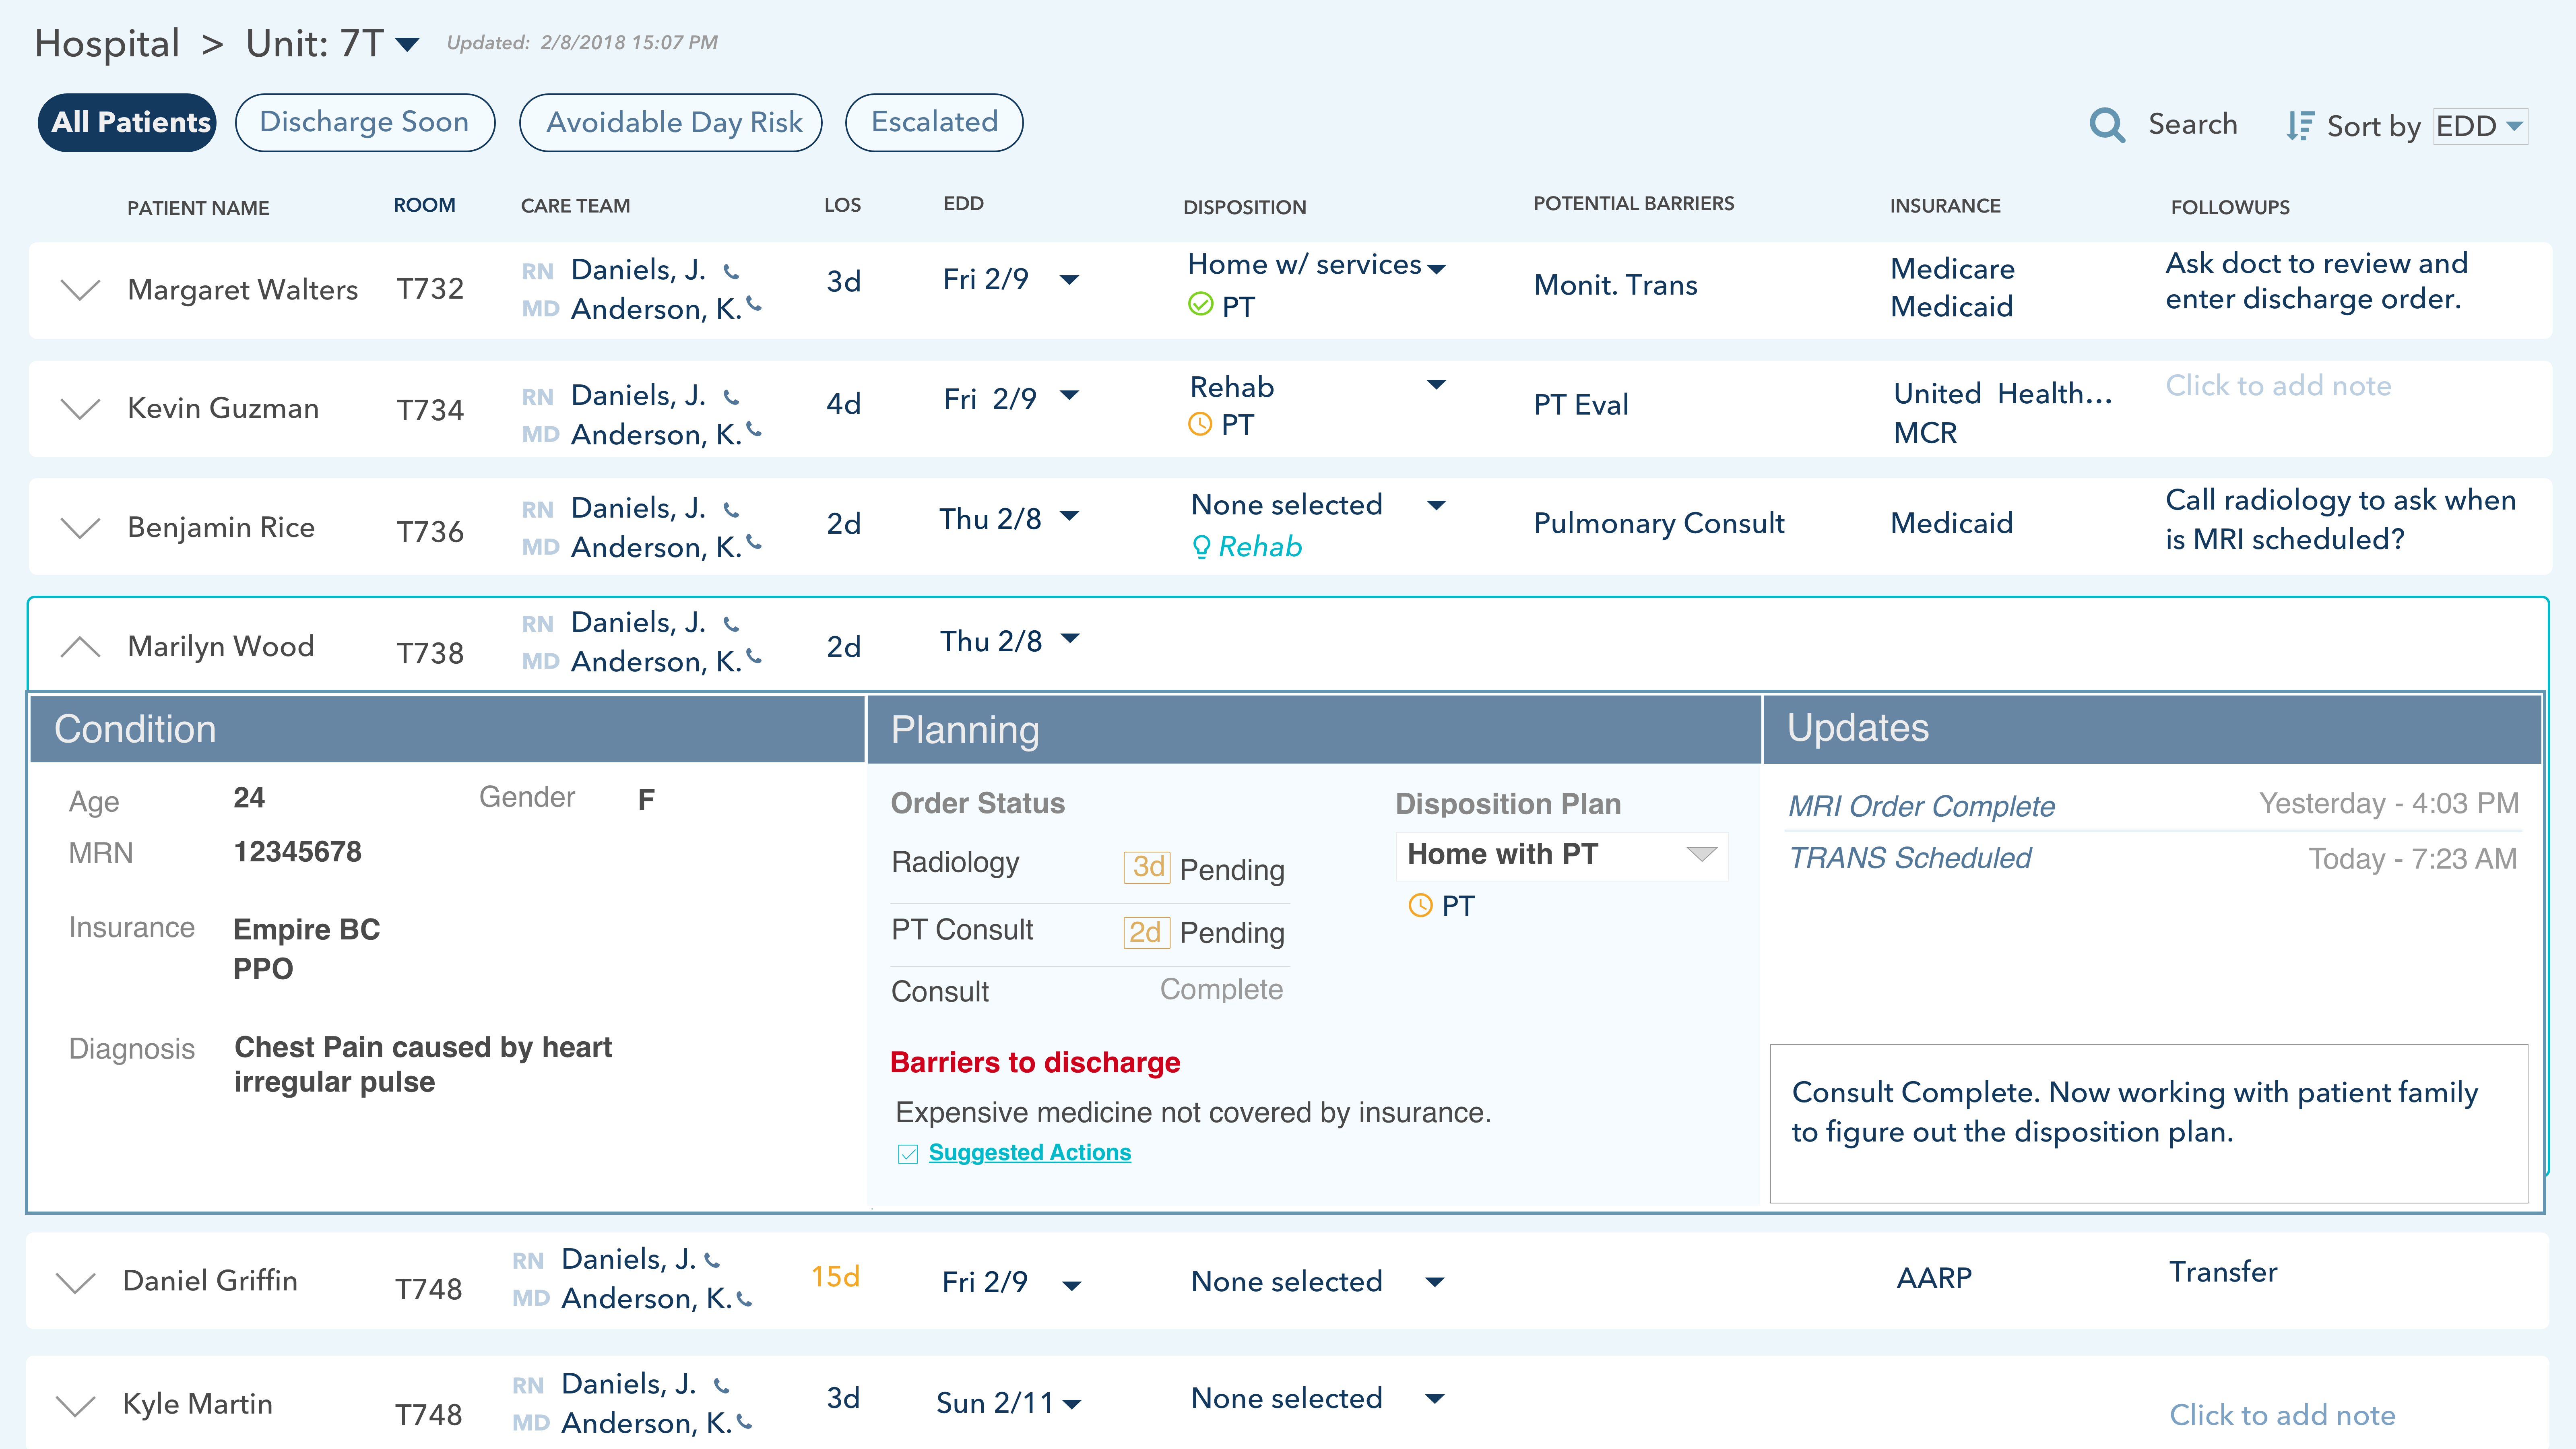 Hospital > Unit: 7T Updated: 2/8/2018 15:07 PM
All Patients Discharge Soon Avoidable Day Risk Escalated Search Sort by EDD
PATIENT NAME ROOM CARE TEAM LOS EDD DISPOSITION POTENTIAL BARRIERS INSURANCE FOLLOWUPS
Margaret Walters T732 RN Daniels, J. 3d Fri 2/9 Home w/ services Monit. Trans Medicare Ask doct to review and
MD Anderson, K. PT Medicaid enter discharge order.
Kevin Guzman T734 RN Daniels, J. 4d Fri 2/9 Rehab PT Eval United Health... Click to add note
MD Anderson, K. PT MCR
Benjamin Rice T736 RN Daniels, J. 2d Thu 2/8 None selected Pulmonary Consult Medicaid Call radiology to ask when
MD Anderson, K. Rehab is MRI scheduled?
Marilyn Wood T738 RN Daniels, J. 2d Thu 2/8
MD Anderson, K.
Condition
Age 24 Gender F
MRN 12345678
Insurance Empire BC
PPO
Diagnosis Chest Pain caused by heart
irregular pulse
Planning
Order Status
Radiology 3d Pending
PT Consult 2d Pending
Consult Complete
Disposition Plan
Home with PT
PT
Barriers to discharge
Expensive medicine not covered by insurance.
Suggested Actions
Updates
MRI Order Complete Yesterday - 4:03 PM
TRANS Scheduled Today - 7:23 AM
Consult Complete. Now working with patient family
to figure out the disposition plan.
Daniel Griffin T748 RN Daniels, J. 15d Fri 2/9 None selected AARP Transfer
MD Anderson, K.
Kyle Martin T748 RN Daniels, J. 3d Sun 2/11 None selected Click to add note
MD Anderson, K.